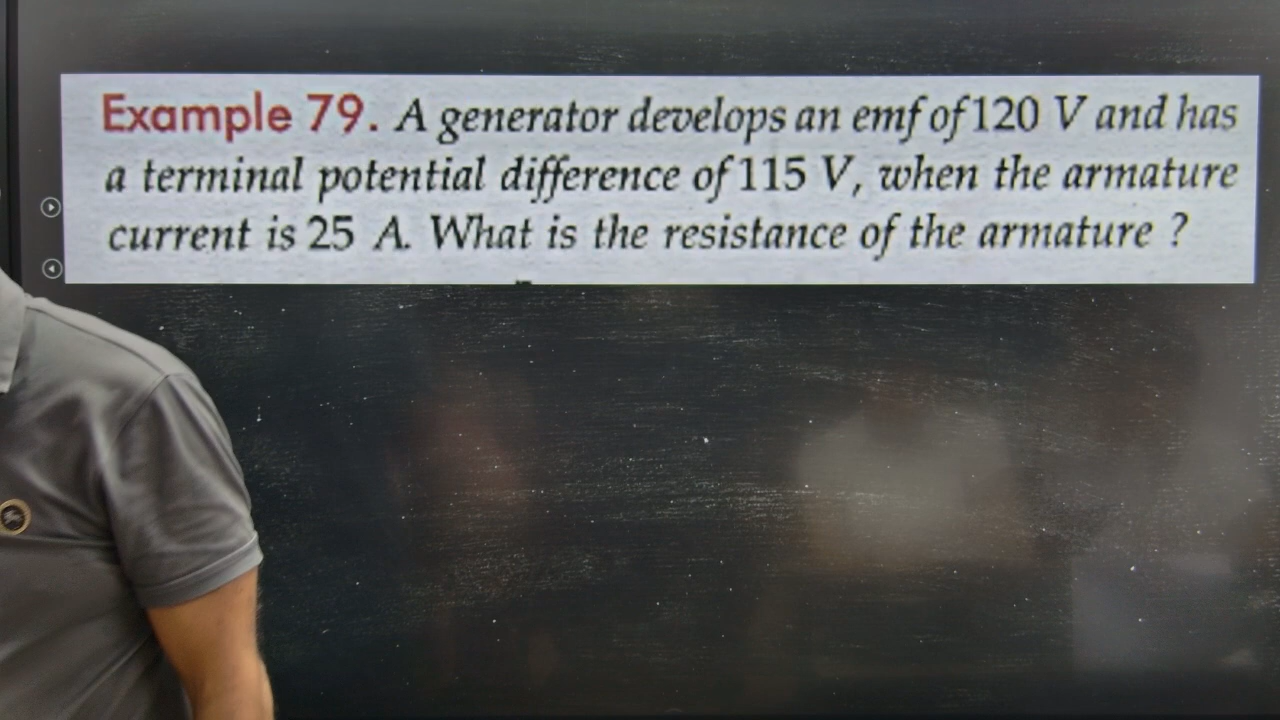 Example 79. A generator develops an emf of 120 V and has
a terminal potential difference of 115 V, when the armature
current is 25 A. What is the resistance of the armature ?